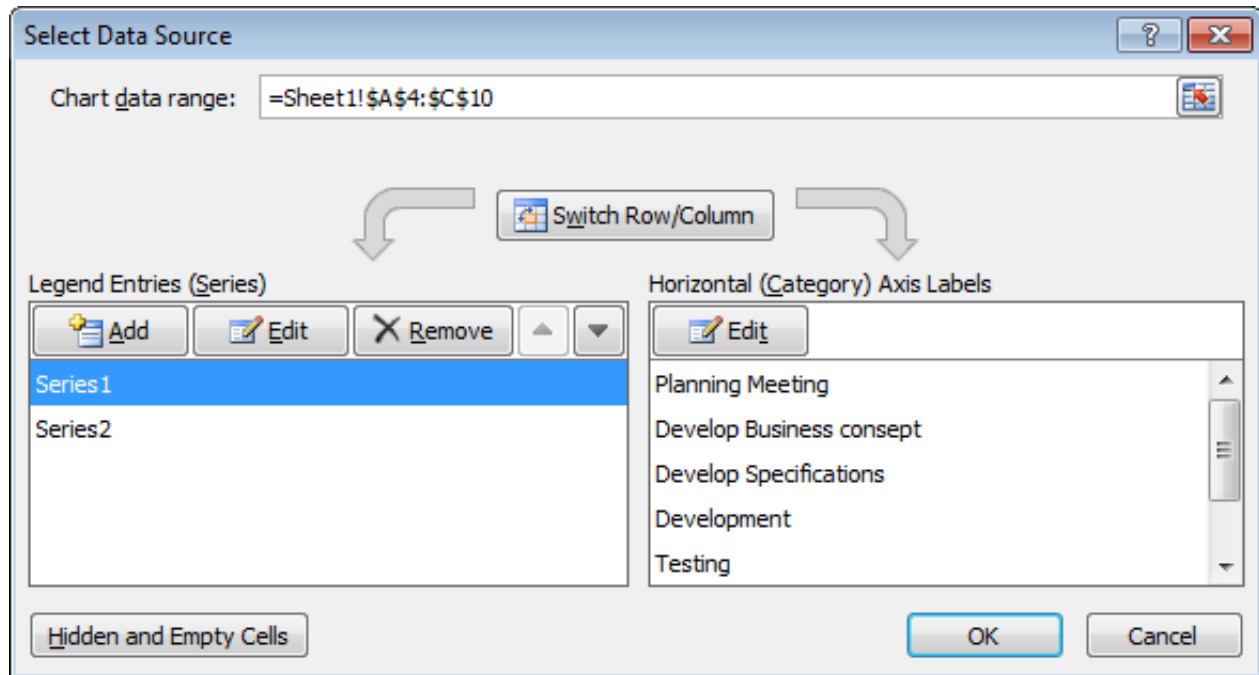 Select Data Source
Chart data range: =Sheet1!$A$4:$C$10
Switch Row/Column
Legend Entries (Series)
Add Edit Remove
Series1
Series2
Horizontal (Category) Axis Labels
Edit
Planning Meeting
Develop Business consept
Develop Specifications
Development
Testing
Hidden and Empty Cells
OK Cancel